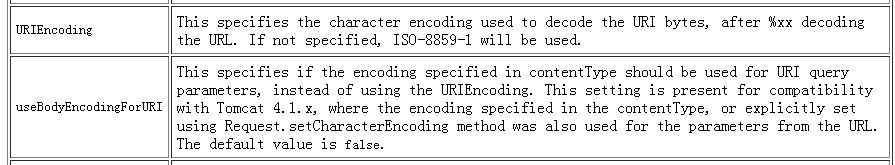 URIEncoding
This specifies the character encoding used to decode the URI bytes, after %xx decoding
the URL. If not specified, ISO-8859-1 will be used.
useBodyEncodingForURI
This specifies if the encoding specified in contentType should be used for URI query
parameters, instead of using the URIEncoding. This setting is present for compatibility
with Tomcat 4.1.x, where the encoding specified in the contentType, or explicitly set
using Request.setCharacterEncoding method was also used for the parameters from the URL.
The default value is false.